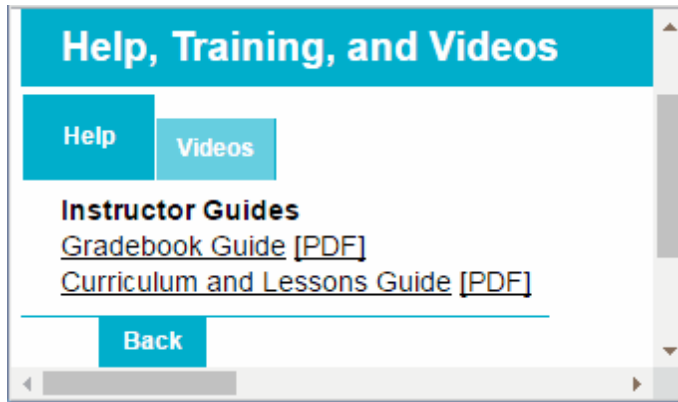 Help, Training, and Videos
Help
Videos
Instructor Guides
Gradebook Guide [PDF]
Curriculum and Lessons Guide [PDF]
Back